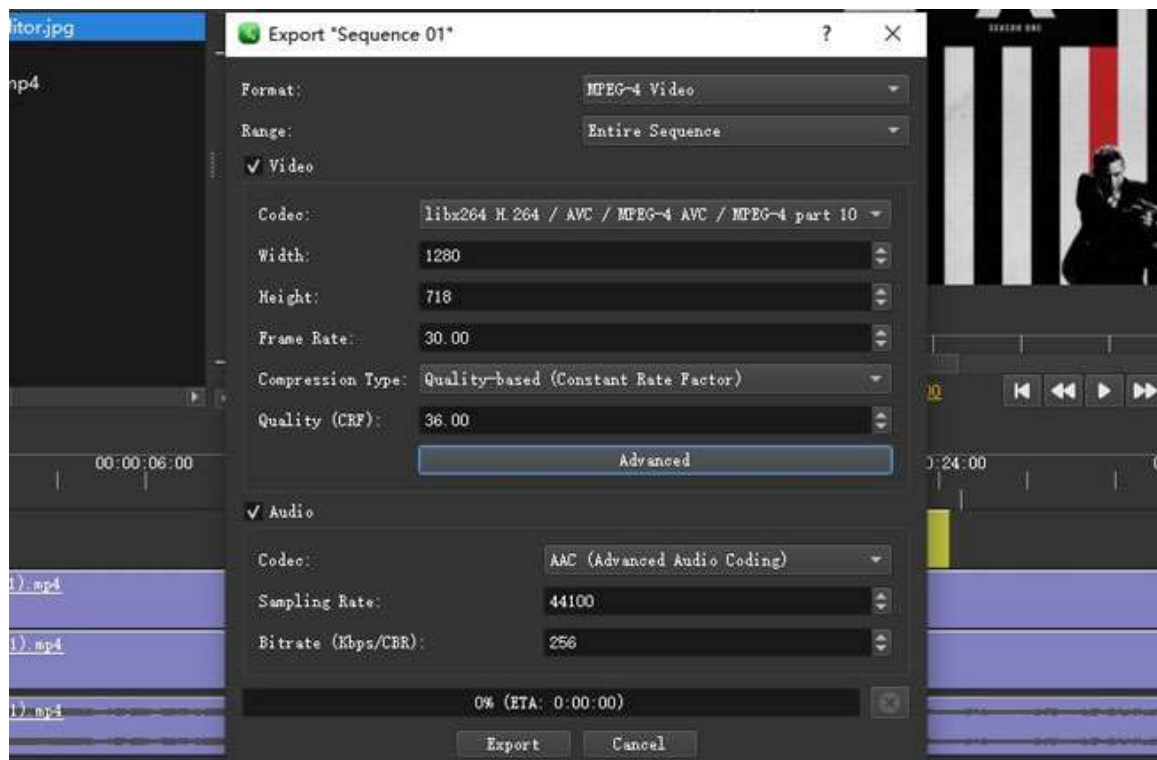 itor.jpg
Export "Sequence 01"
?
SEASON ONE
np4
Format:
MPEG-4 Video
Range:
Entire Sequence
Video
Codec:
libx264 H.264 / AVC / MPEG-4 AVC / MPEG-4 part 10
Width:
1280
Height:
718
Frame Rate:
30.00
Compression Type:
Quality-based (Constant Rate Factor)
Quality (CRF):
36.00
Advanced
00:00:06:00
0:24:00
Audio
Codec:
AAC (Advanced Audio Coding)
1).mp4
Sampling Rate:
44100
1).mp4
Bitrate (Kbps/CBR):
256
1).mp4
0% (ETA: 0:00:00)
Export
Cancel